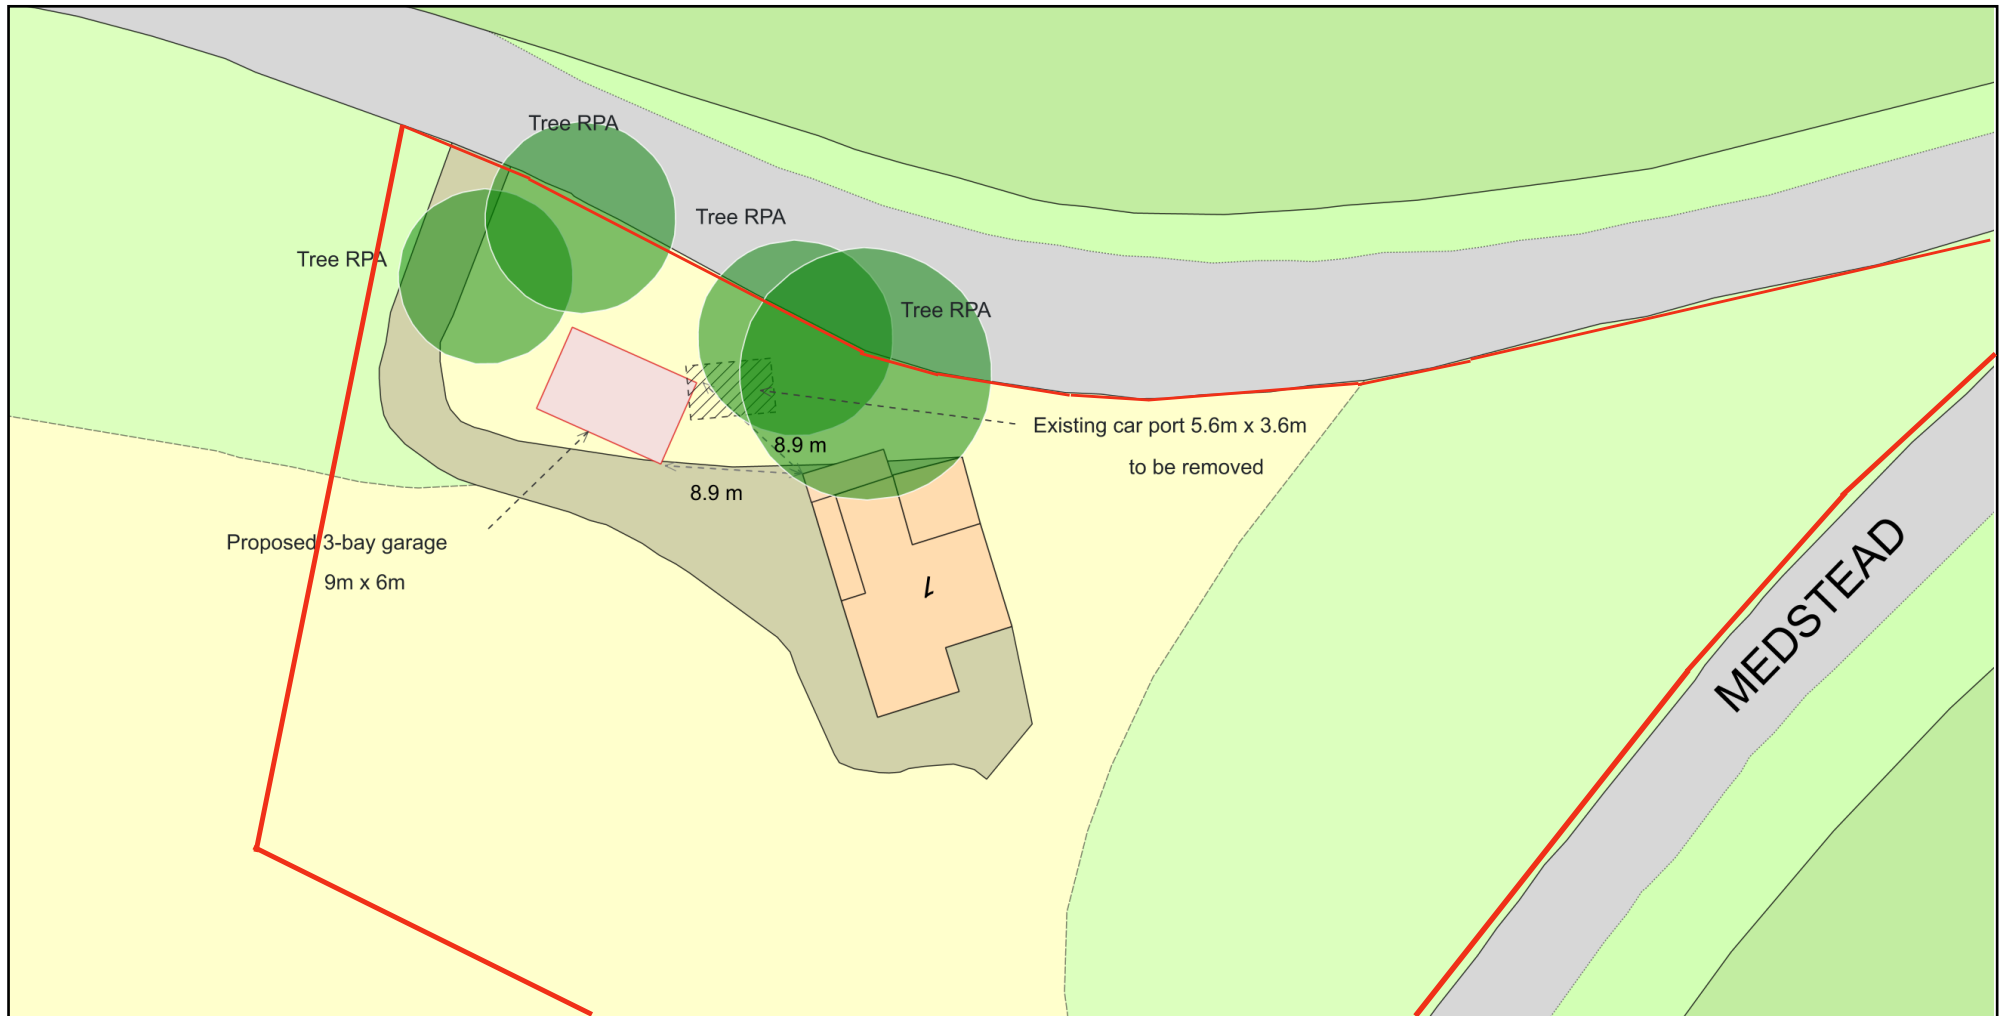 Tree RPA
Tree RPA
Tree RPA
Tree RPA
Existing car port 5.6m x 3.6m
to be removed
8.9 m
8.9 m
Proposed 3-bay garage
9m x 6m
1
MEDSTEAD